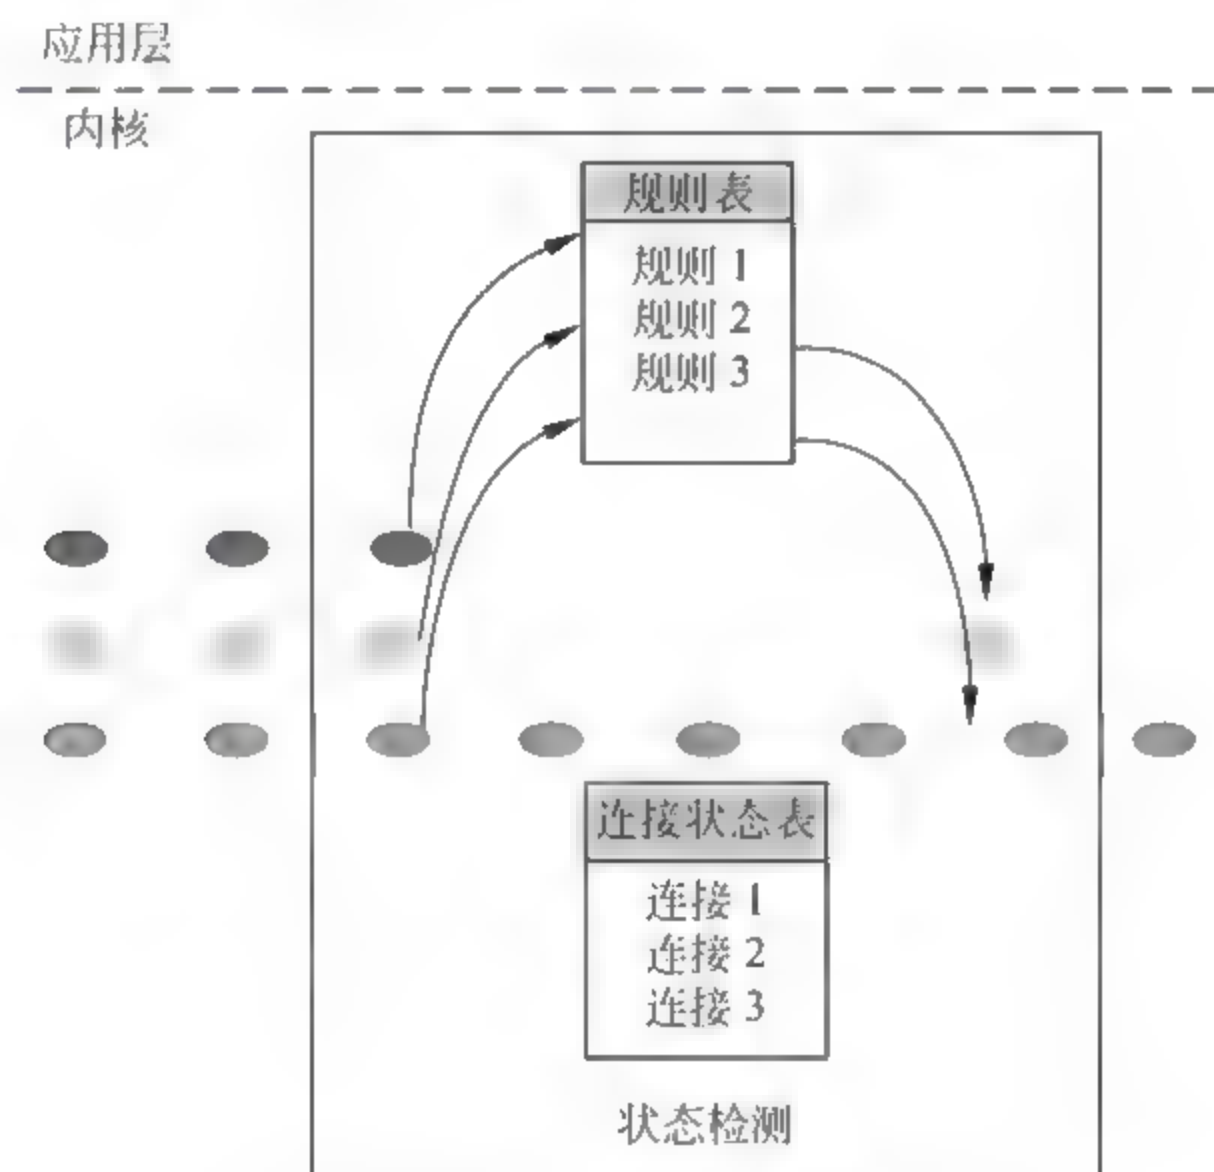 应用层
内核
规则表
规则 1
规则 2
规则 3
连接状态表
连接 1
连接 2
连接 3
状态检测